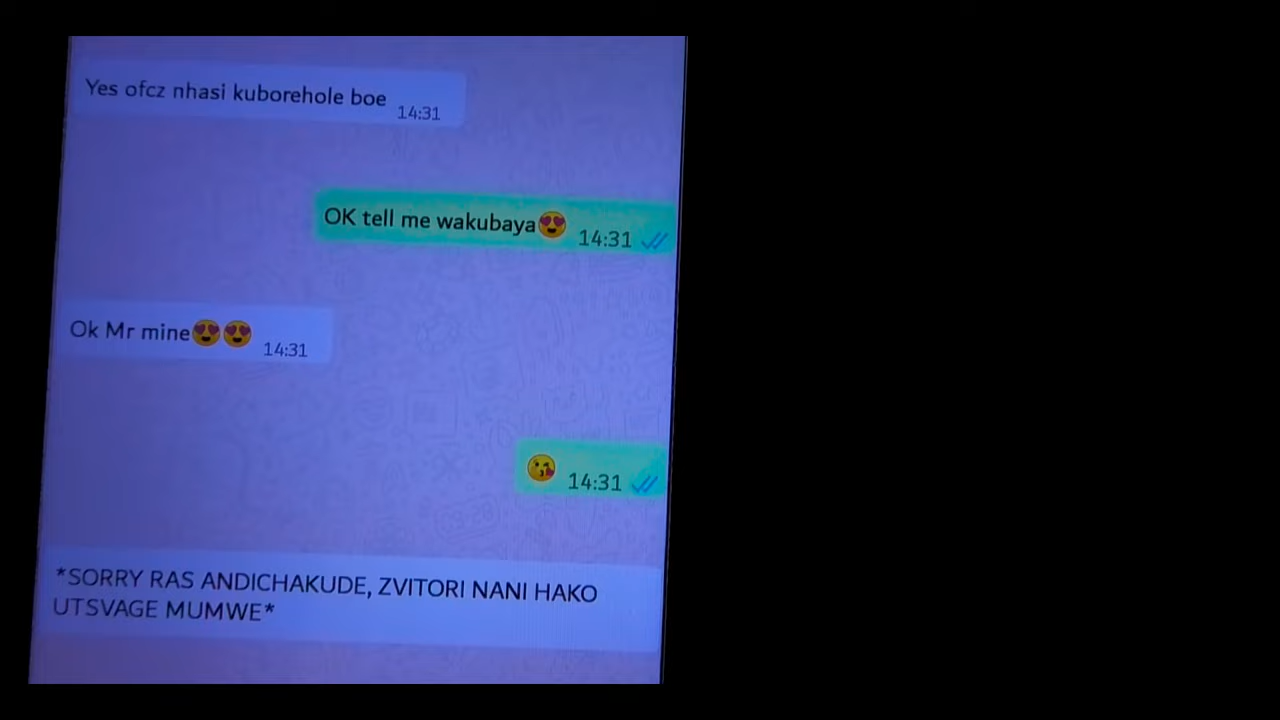 Yes ofcz nhasi kuborehole boe
14:31
OK tell me wakubaya😍
14:31
Ok Mr mine😍😍
14:31
😘
14:31
*SORRY RAS ANDICHAKUDE, ZVITORI NANI HAKO
UTSVAGE MUMWE*